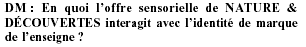 DM : En quoi l'offre sensorielle de NATURE &
DÉCOUVERTES interagit avec l'identité de marque
de l'enseigne ?